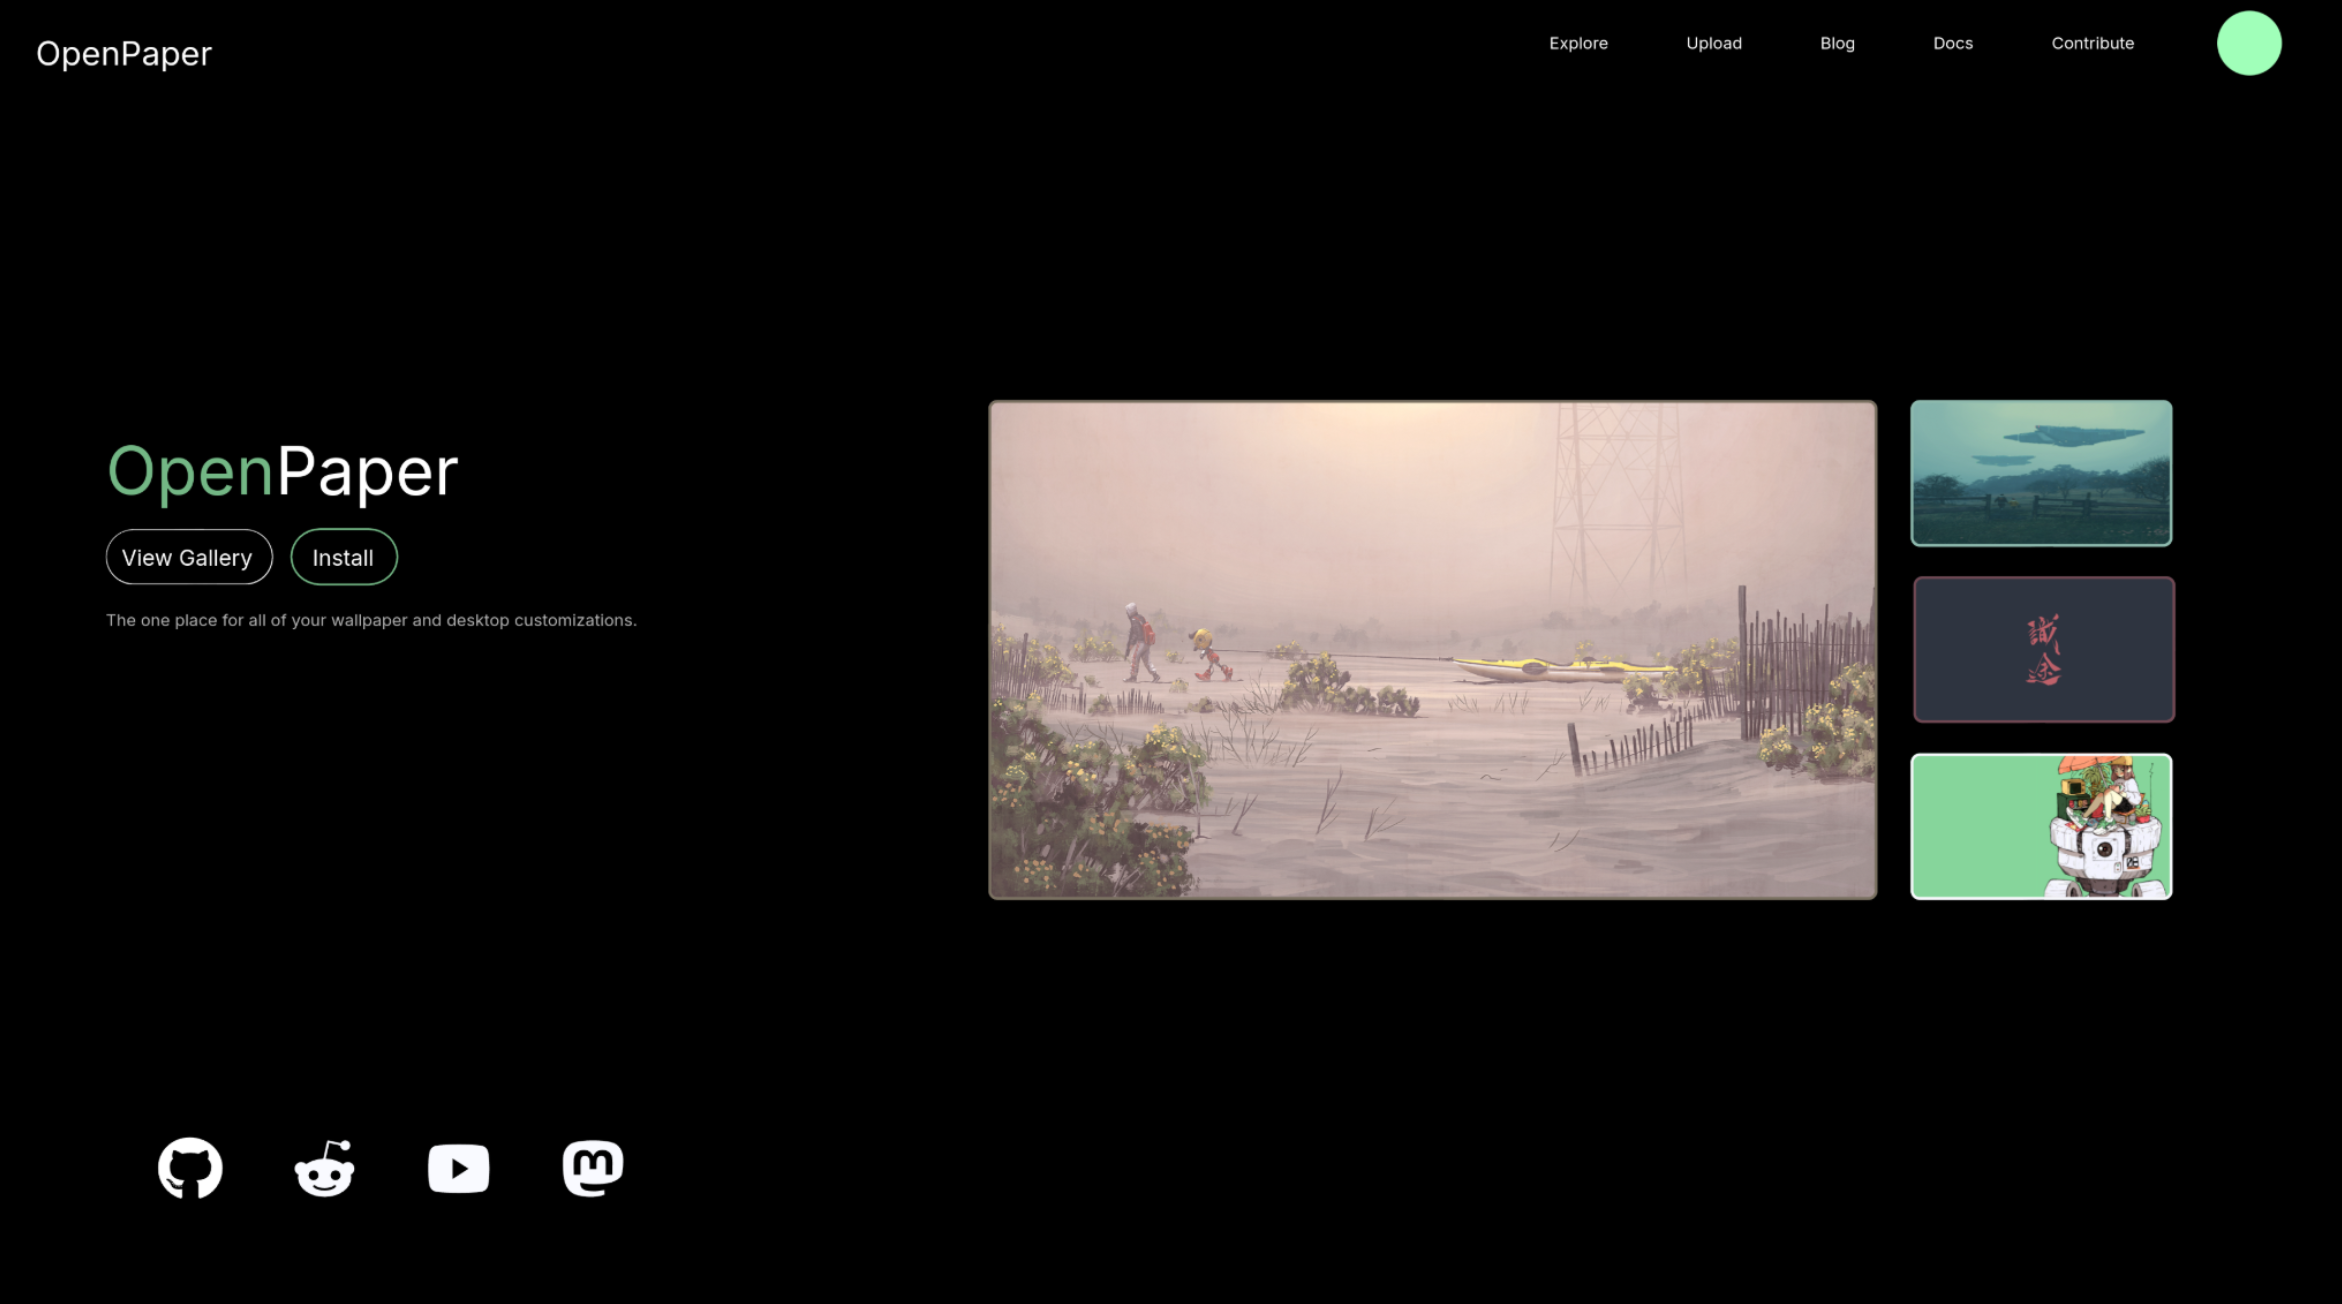 OpenPaper
Explore
Upload
Blog
Docs
Contribute
OpenPaper
View Gallery
Install
The one place for all of your wallpaper and desktop customizations.